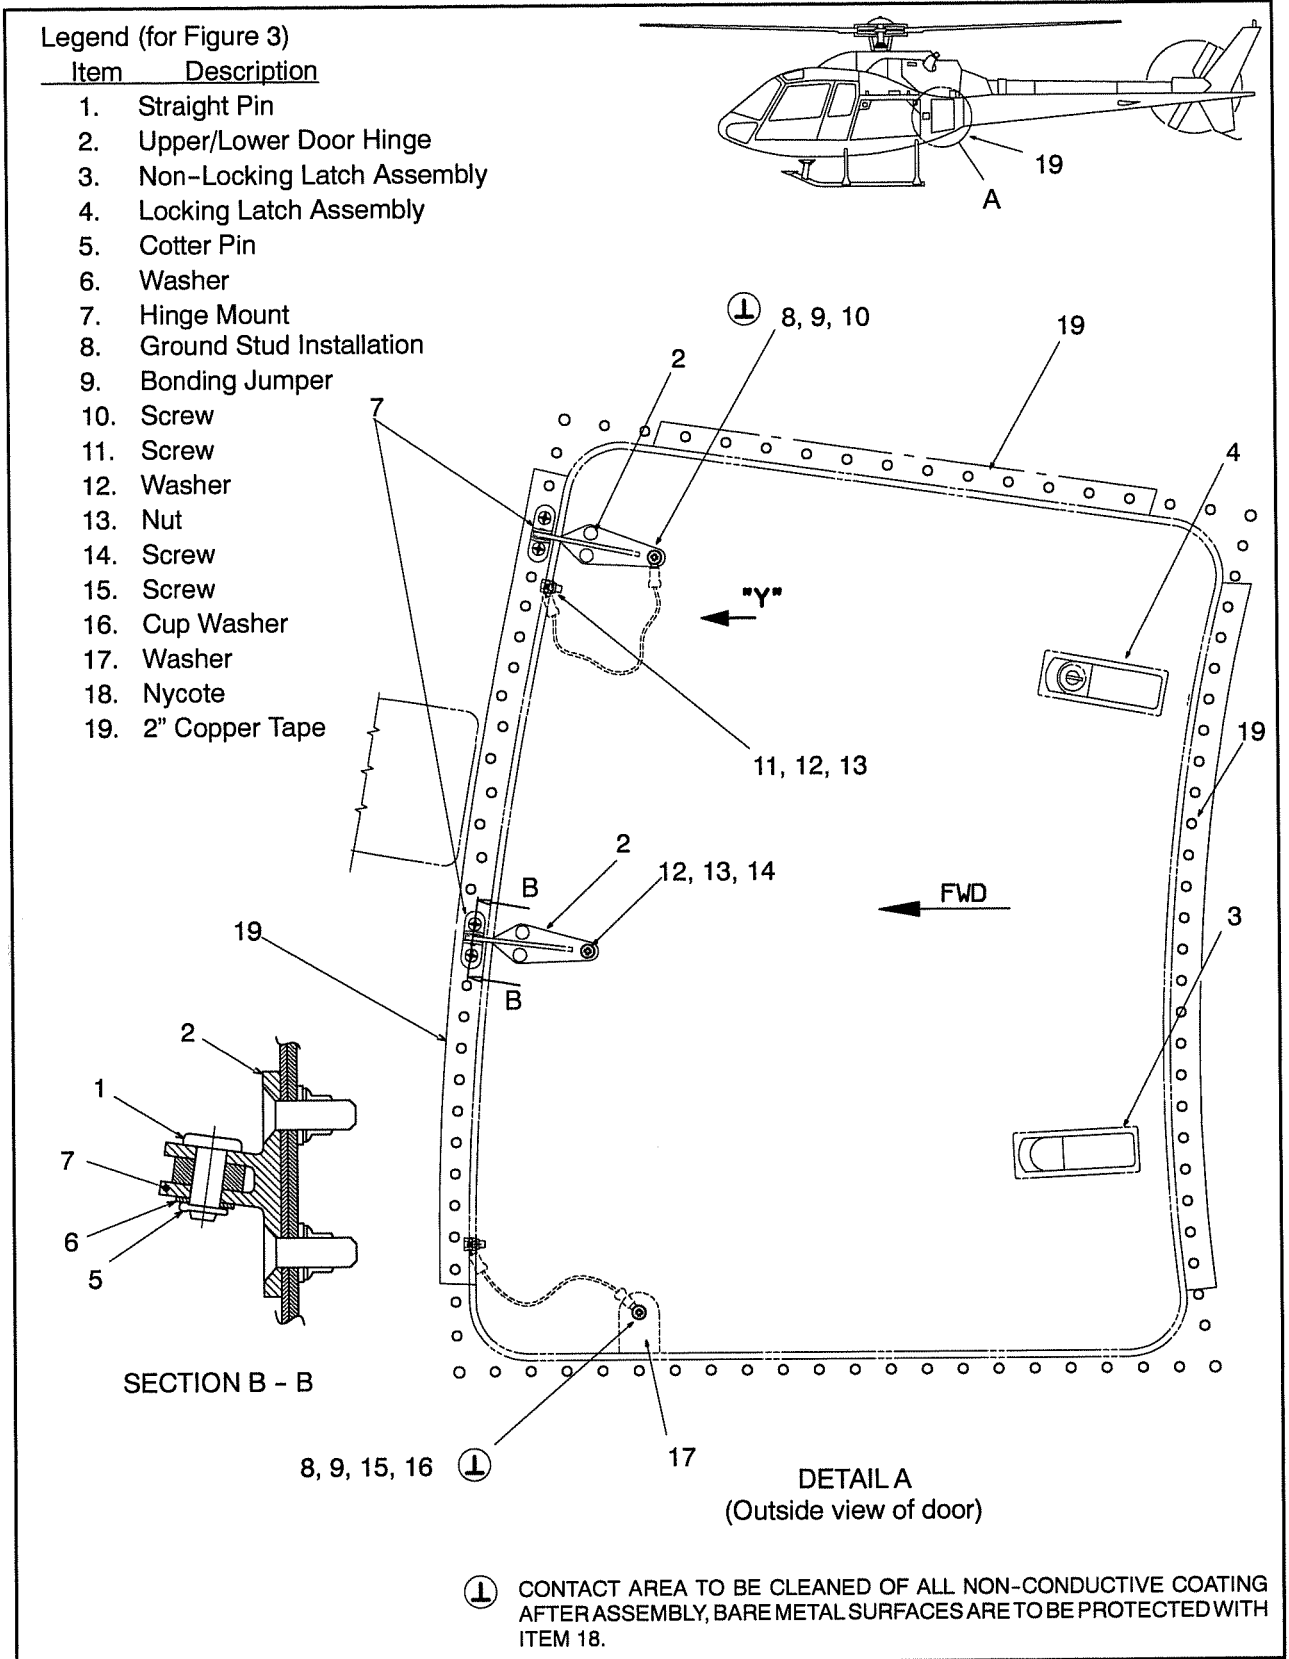 Legend (for Figure 3)
Item Description
1. Straight Pin
2. Upper/Lower Door Hinge
3. Non-Locking Latch Assembly
4. Locking Latch Assembly
5. Cotter Pin
6. Washer
7. Hinge Mount
8. Ground Stud Installation
9. Bonding Jumper
10. Screw
11. Screw
12. Washer
13. Nut
14. Screw
15. Screw
16. Cup Washer
17. Washer
18. Nycote
19. 2" Copper Tape
19
A
8, 9, 10
19
2
7
4
"Y"
19
11, 12, 13
2
12, 13, 14
B
FWD
3
19
B
2
1
7
6
5
SECTION B - B
8, 9, 15, 16
17
DETAIL A
(Outside view of door)
CONTACT AREA TO BE CLEANED OF ALL NON-CONDUCTIVE COATING
AFTER ASSEMBLY, BARE METAL SURFACES ARE TO BE PROTECTED WITH
ITEM 18.